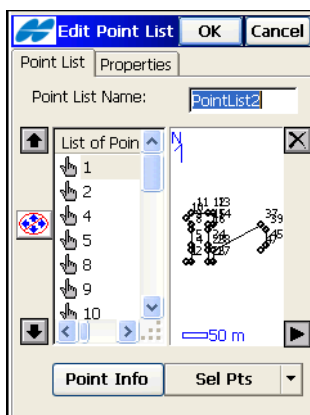 Edit Point List OK Cancel
Point List Properties
Point List Name: PointList2
List of Poin
1
2
4
5
8
9
10
N
50 m
Point Info Sel Pts